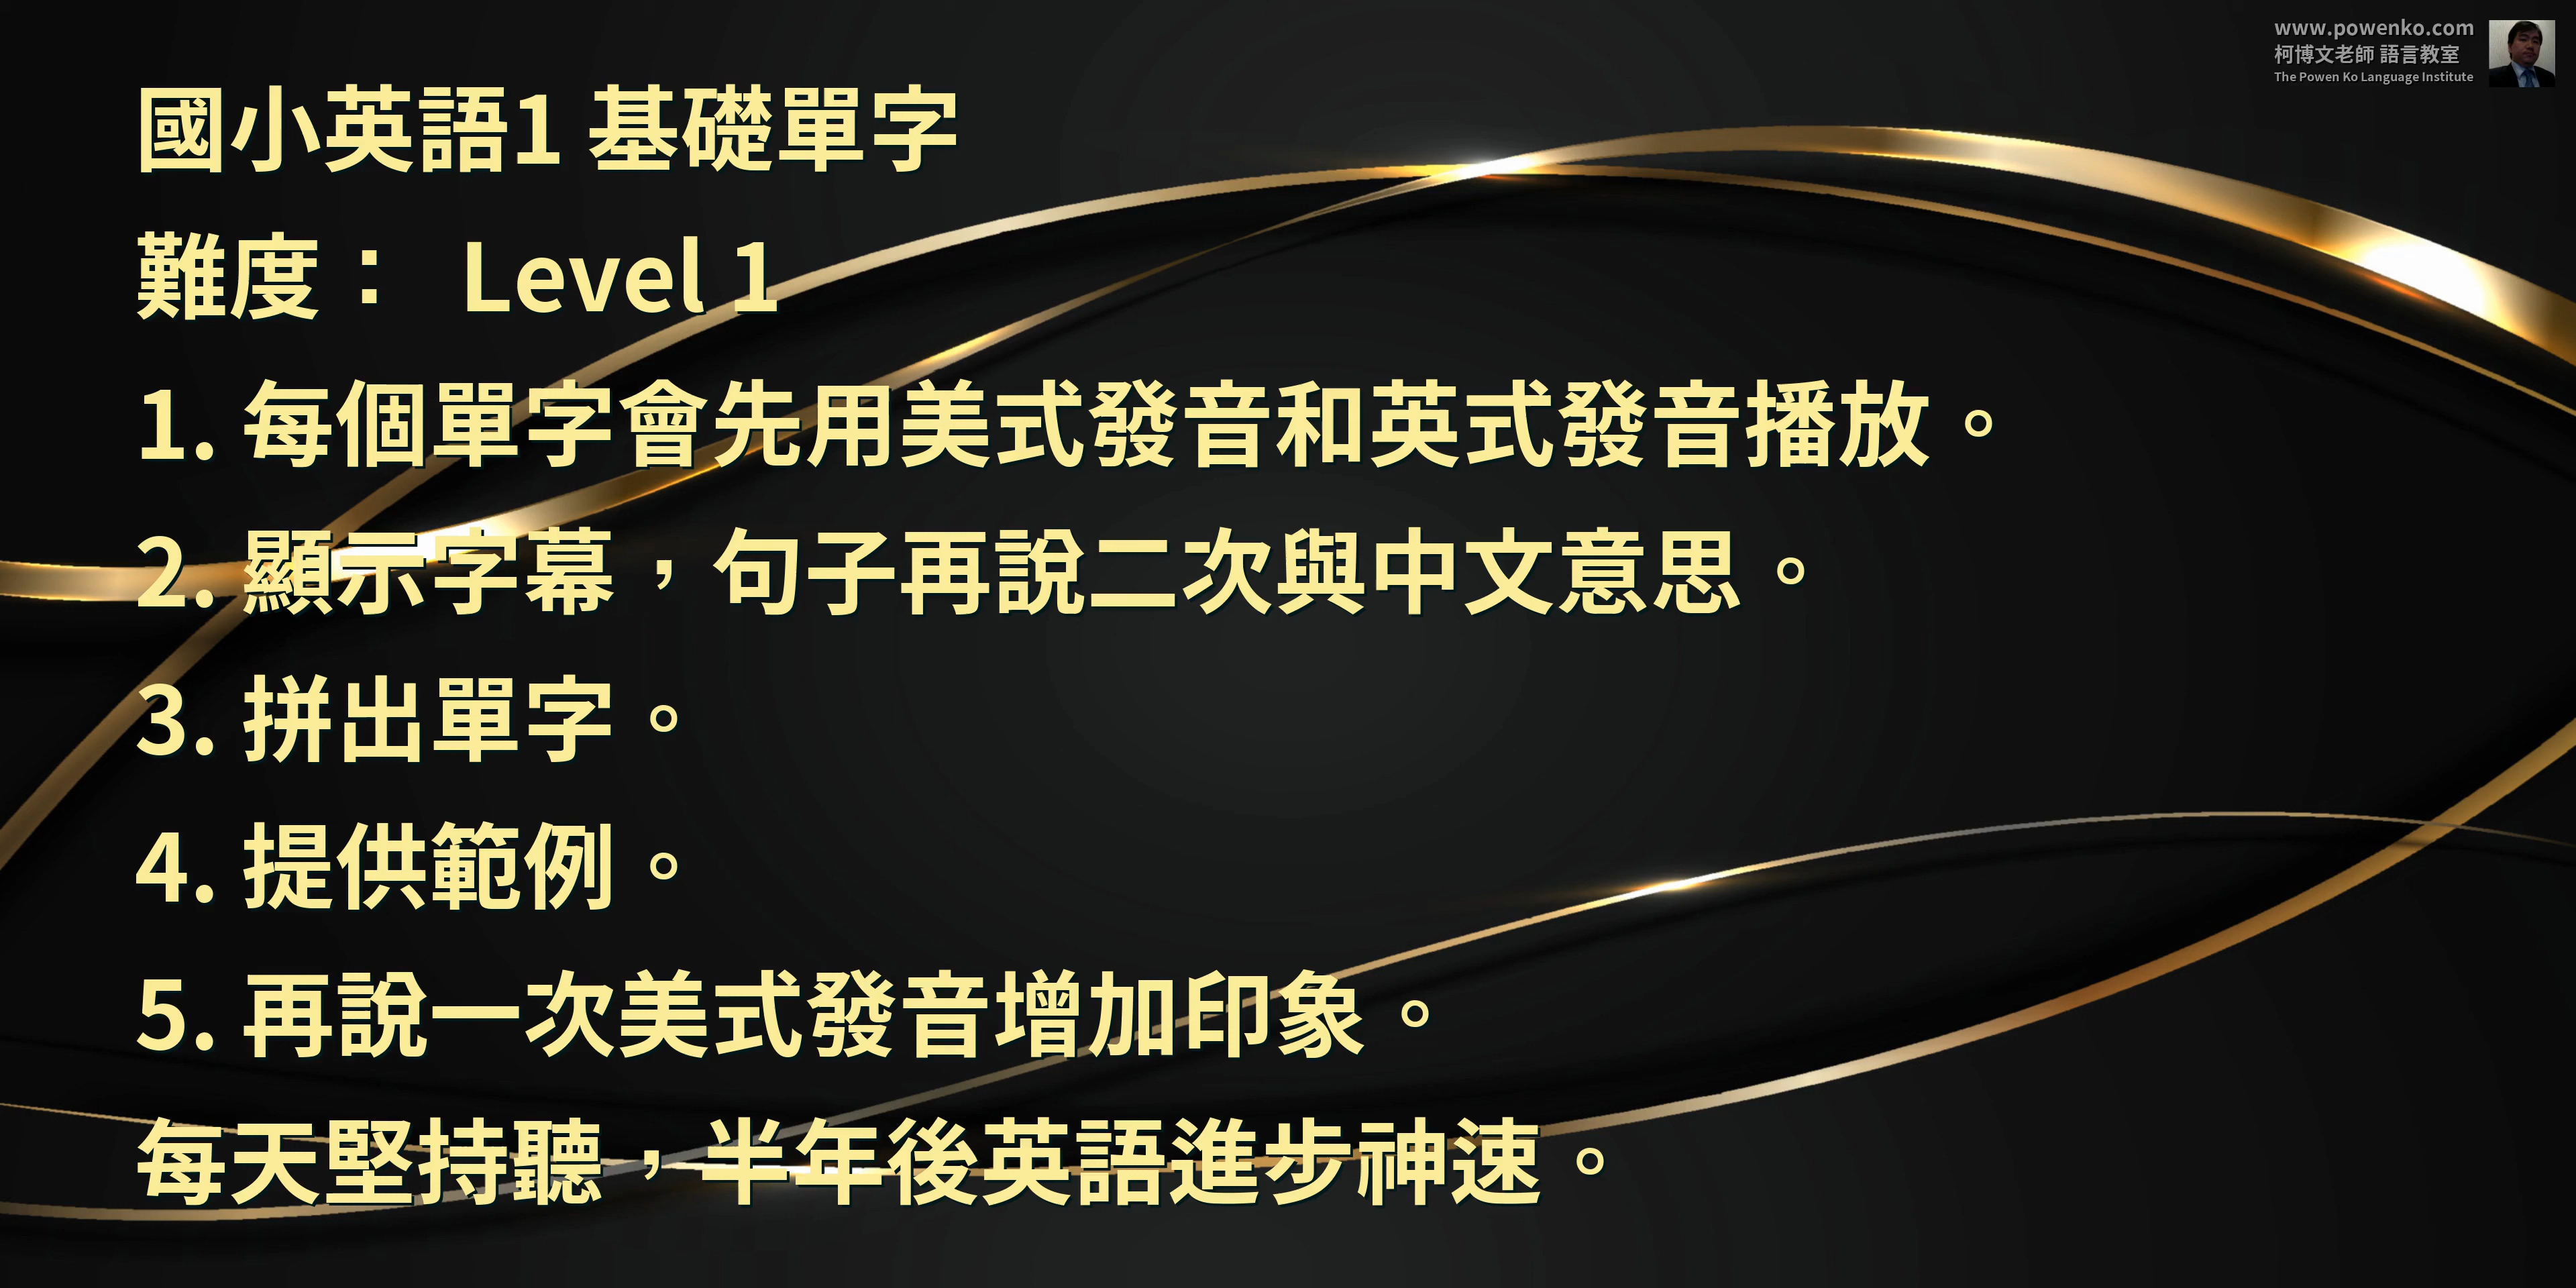 www.powenko.com
柯博文老師 語言教室
The Powen Ko Language Institute
國小英語1 基礎單字
難度： Level 1
1. 每個單字會先用美式發音和英式發音播放。
2. 顯示字幕，句子再說二次與中文意思。
3. 拼出單字。
4. 提供範例。
5. 再說一次美式發音增加印象。
每天堅持聽，半年後英語進步神速。